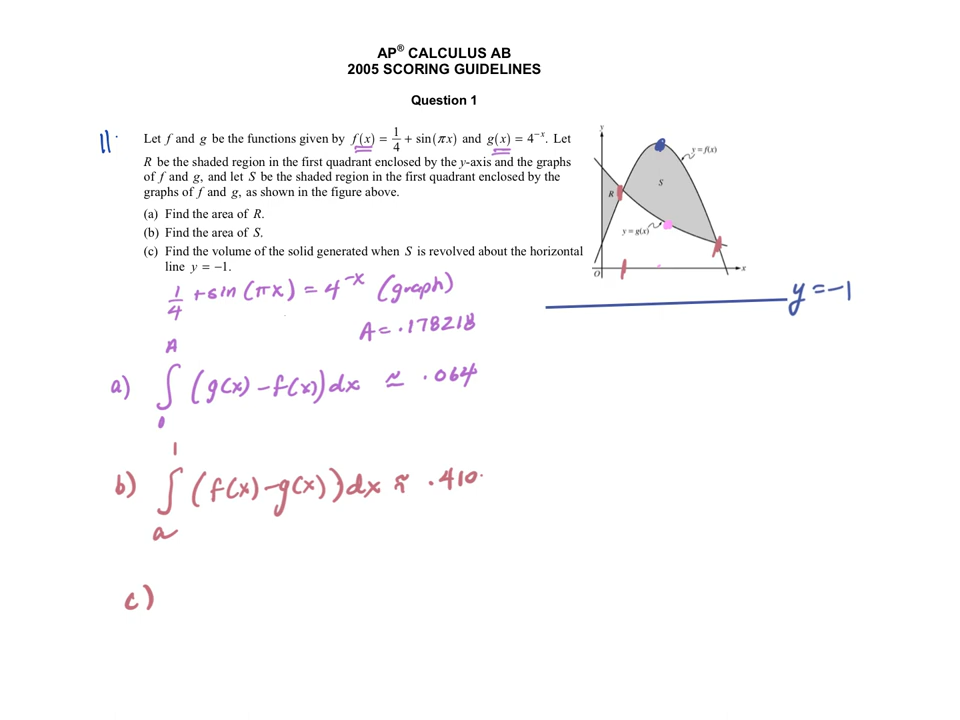 AP® CALCULUS AB
2005 SCORING GUIDELINES
Question 1
11.
Let f and g be the functions given by f(x) = 1/4 + sin(πx) and g(x) = 4^−x. Let
R be the shaded region in the first quadrant enclosed by the y-axis and the graphs
of f and g, and let S be the shaded region in the first quadrant enclosed by the
graphs of f and g, as shown in the figure above.
(a) Find the area of R.
(b) Find the area of S.
(c) Find the volume of the solid generated when S is revolved about the horizontal
line y = −1.
y
y = f(x)
S
R
y = g(x)
O
x
y = -1
1/4 + sin(πx) = 4^-x (graph)
A = .178218
a) ∫_0^A (g(x) - f(x)) dx ≈ .064
b) ∫_a^1 (f(x) - g(x)) dx ≈ .410
c)